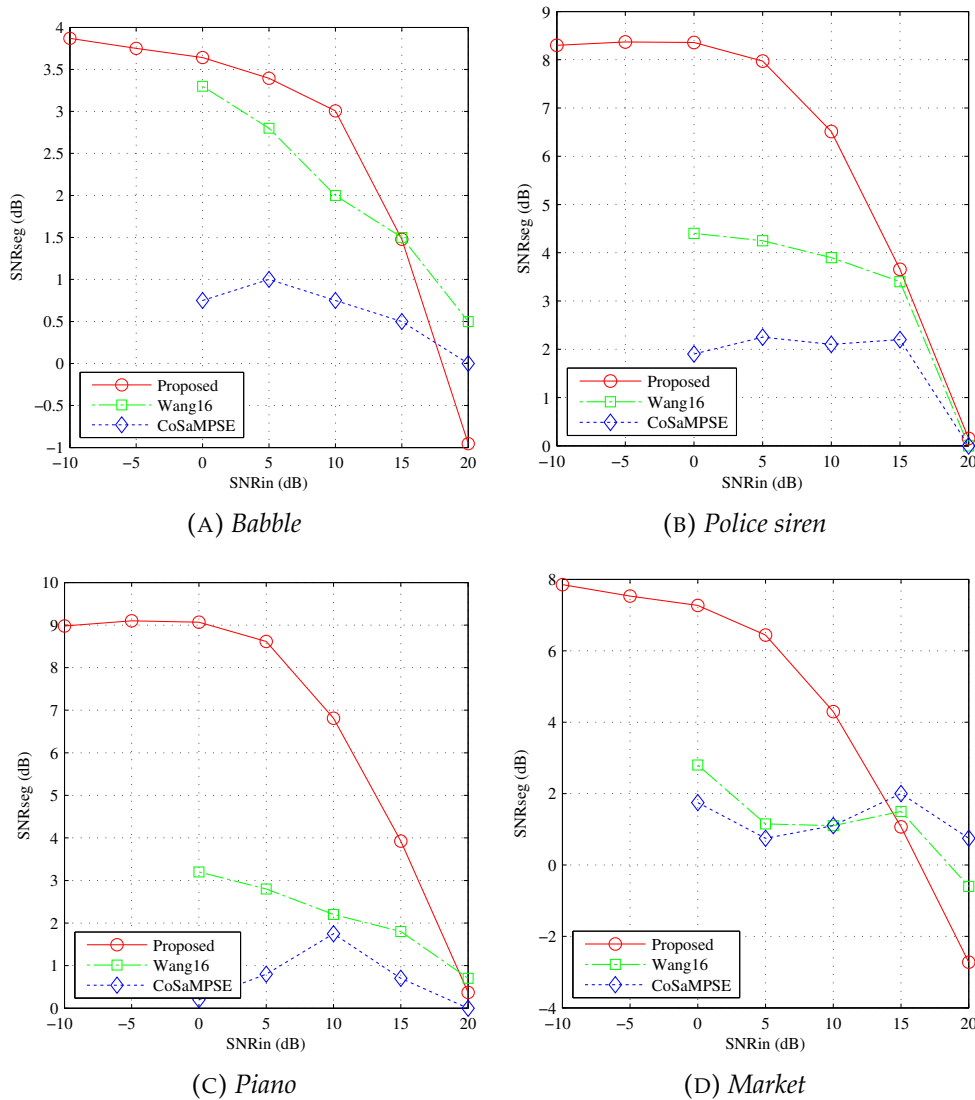 4
3.5
3
2.5
2
1.5
1
0.5
0
−0.5
−1
SNRseg (dB)
Proposed
Wang16
CoSaMPSE
−10 −5 0 5 10 15 20
SNRin (dB)
(A) Babble
9
8
7
6
5
4
3
2
1
0
SNRseg (dB)
Proposed
Wang16
CoSaMPSE
−10 −5 0 5 10 15 20
SNRin (dB)
(B) Police siren
10
9
8
7
6
5
4
3
2
1
0
SNRseg (dB)
Proposed
Wang16
CoSaMPSE
−10 −5 0 5 10 15 20
SNRin (dB)
(C) Piano
8
6
4
2
0
−2
−4
SNRseg (dB)
Proposed
Wang16
CoSaMPSE
−10 −5 0 5 10 15 20
SNRin (dB)
(D) Market